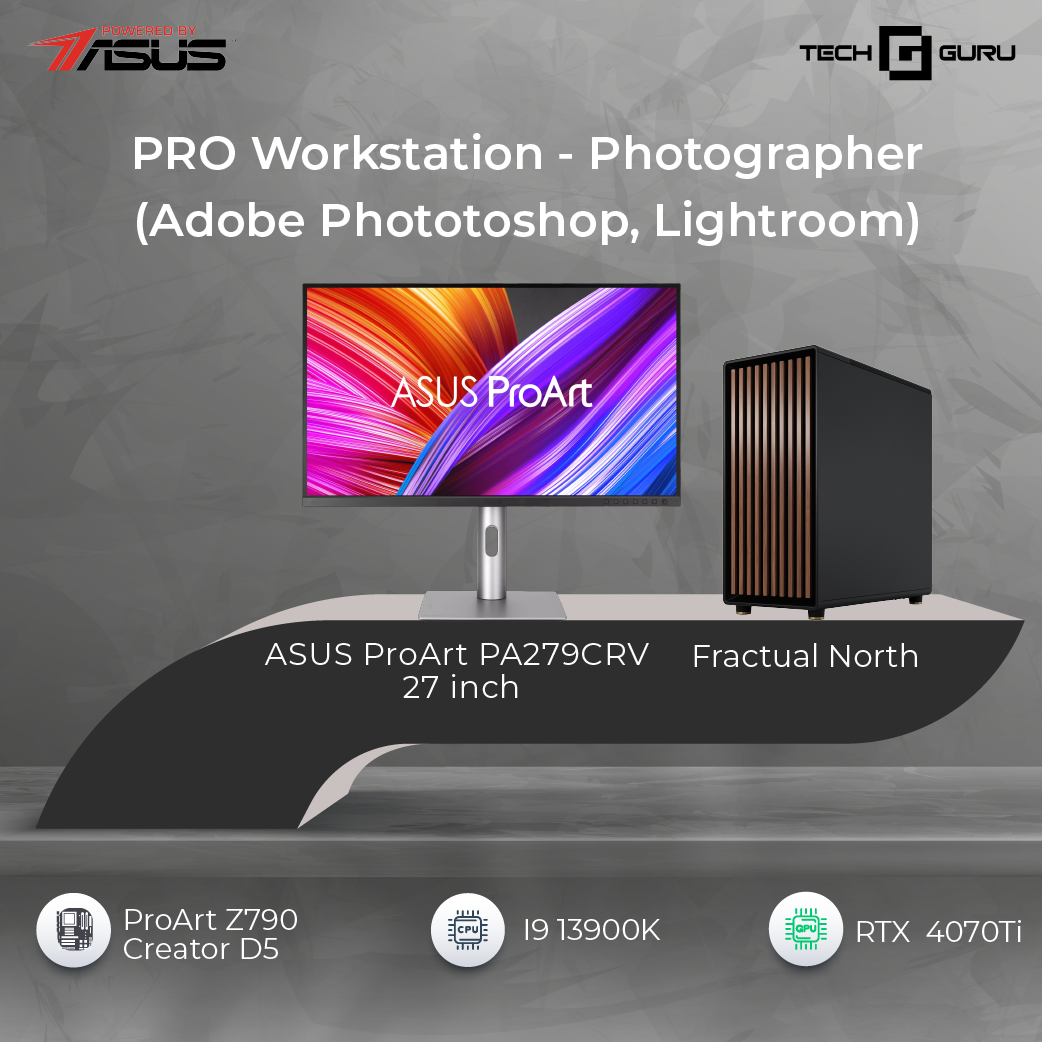 POWERED BY
ASUS
TECH GURU
PRO Workstation - Photographer
(Adobe Phototoshop, Lightroom)
ASUS ProArt
ASUS ProArt PA279CRV
27 inch
Fractual North
ProArt Z790
Creator D5
CPU
I9 13900K
GPU
RTX 4070Ti